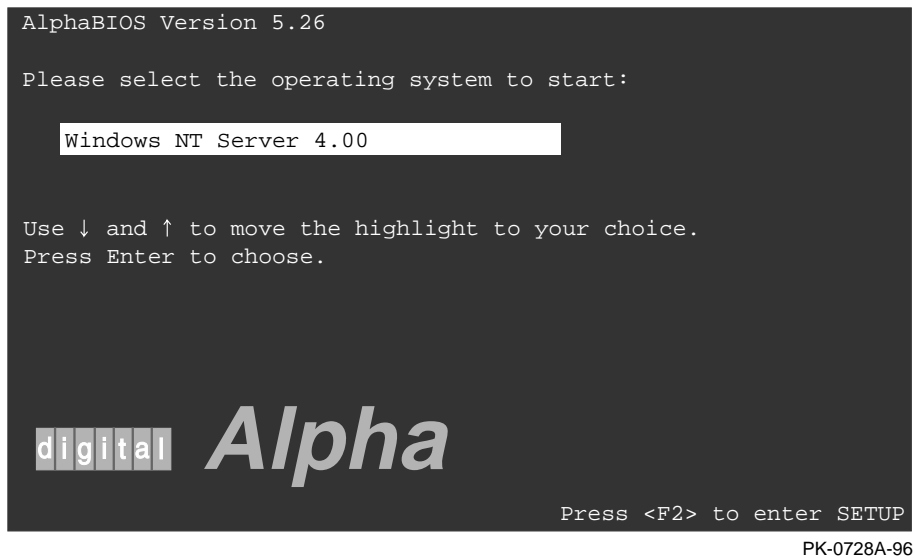 AlphaBIOS Version 5.26
Please select the operating system to start:
Windows NT Server 4.00
Use ↓ and ↑ to move the highlight to your choice.
Press Enter to choose.
digital Alpha
Press <F2> to enter SETUP
PK-0728A-96